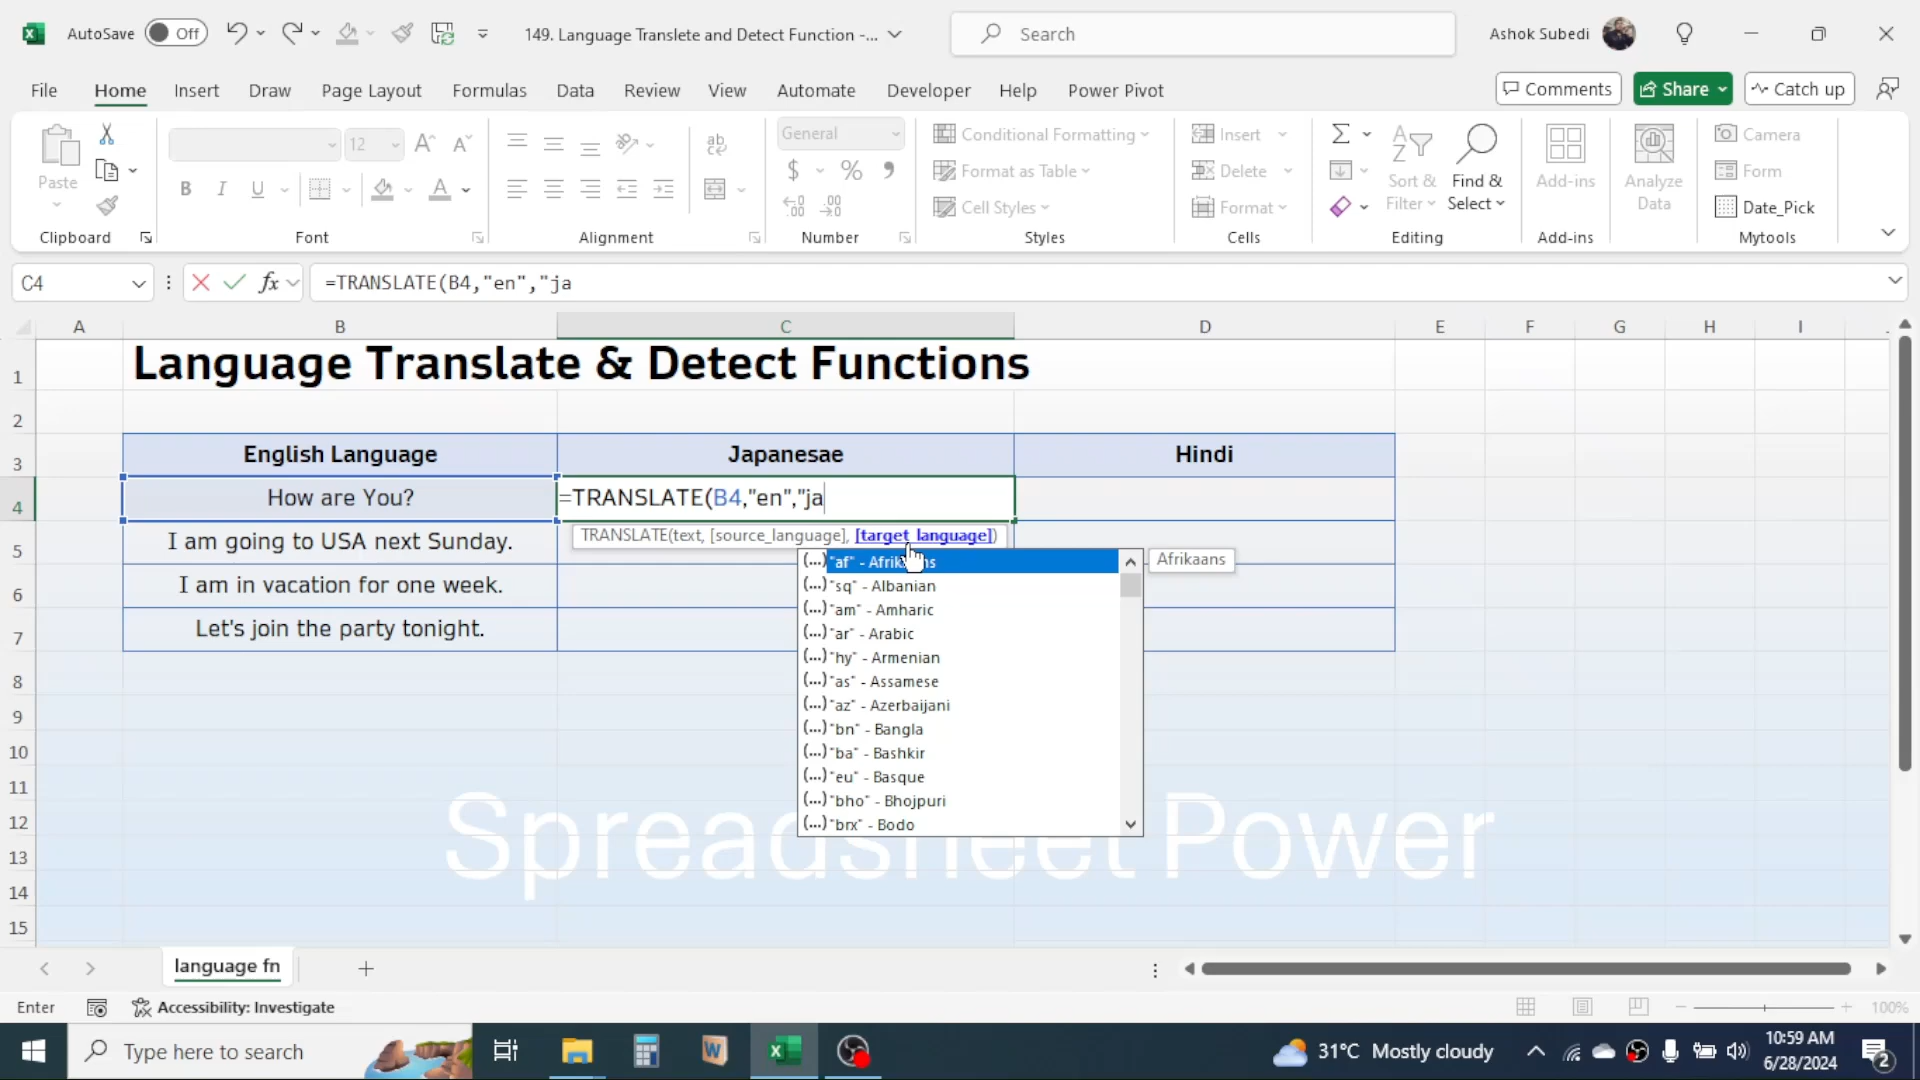 AutoSave Off 149. Language Translete and Detect Function -... Search Ashok Subedi
File Home Insert Draw Page Layout Formulas Data Review View Automate Developer Help Power Pivot Comments Share Catch up
Paste
Clipboard
12
B I U A
Font
ab
Alignment
General
$ % 9
Number
Conditional Formatting
Format as Table
Cell Styles
Styles
Insert
Delete
Format
Cells
Sort & Filter
Find & Select
Editing
Add-ins
Add-ins
Analyze Data
Camera
Form
Date_Pick
Mytools
C4 fx =TRANSLATE(B4,"en","ja
A B C D E F G H I
1 Language Translate & Detect Functions
2
3 English Language Japanesae Hindi
4 How are You? =TRANSLATE(B4,"en","ja
TRANSLATE(text, [source_language], [target_language])
5 I am going to USA next Sunday.
6 I am in vacation for one week.
7 Let's join the party tonight.
8
9
10
11
12
13
14
15
(...) "af" - Afrikaans
Afrikaans
(...) "sq" - Albanian
(...) "am" - Amharic
(...) "ar" - Arabic
(...) "hy" - Armenian
(...) "as" - Assamese
(...) "az" - Azerbaijani
(...) "bn" - Bangla
(...) "ba" - Bashkir
(...) "eu" - Basque
(...) "bho" - Bhojpuri
(...) "brx" - Bodo
Spreadsheet Power
language fn
Enter Accessibility: Investigate 100%
Type here to search 31°C Mostly cloudy 10:59 AM
6/28/2024 2